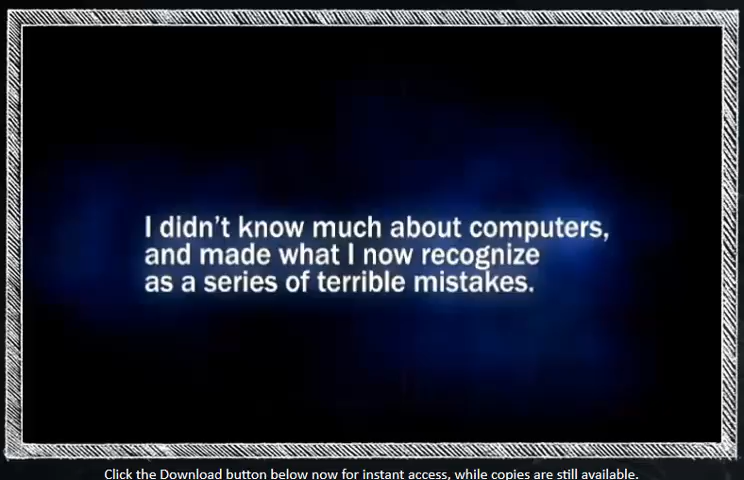 I didn't know much about computers,
and made what I now recognize
as a series of terrible mistakes.
Click the Download button below now for instant access, while copies are still available.